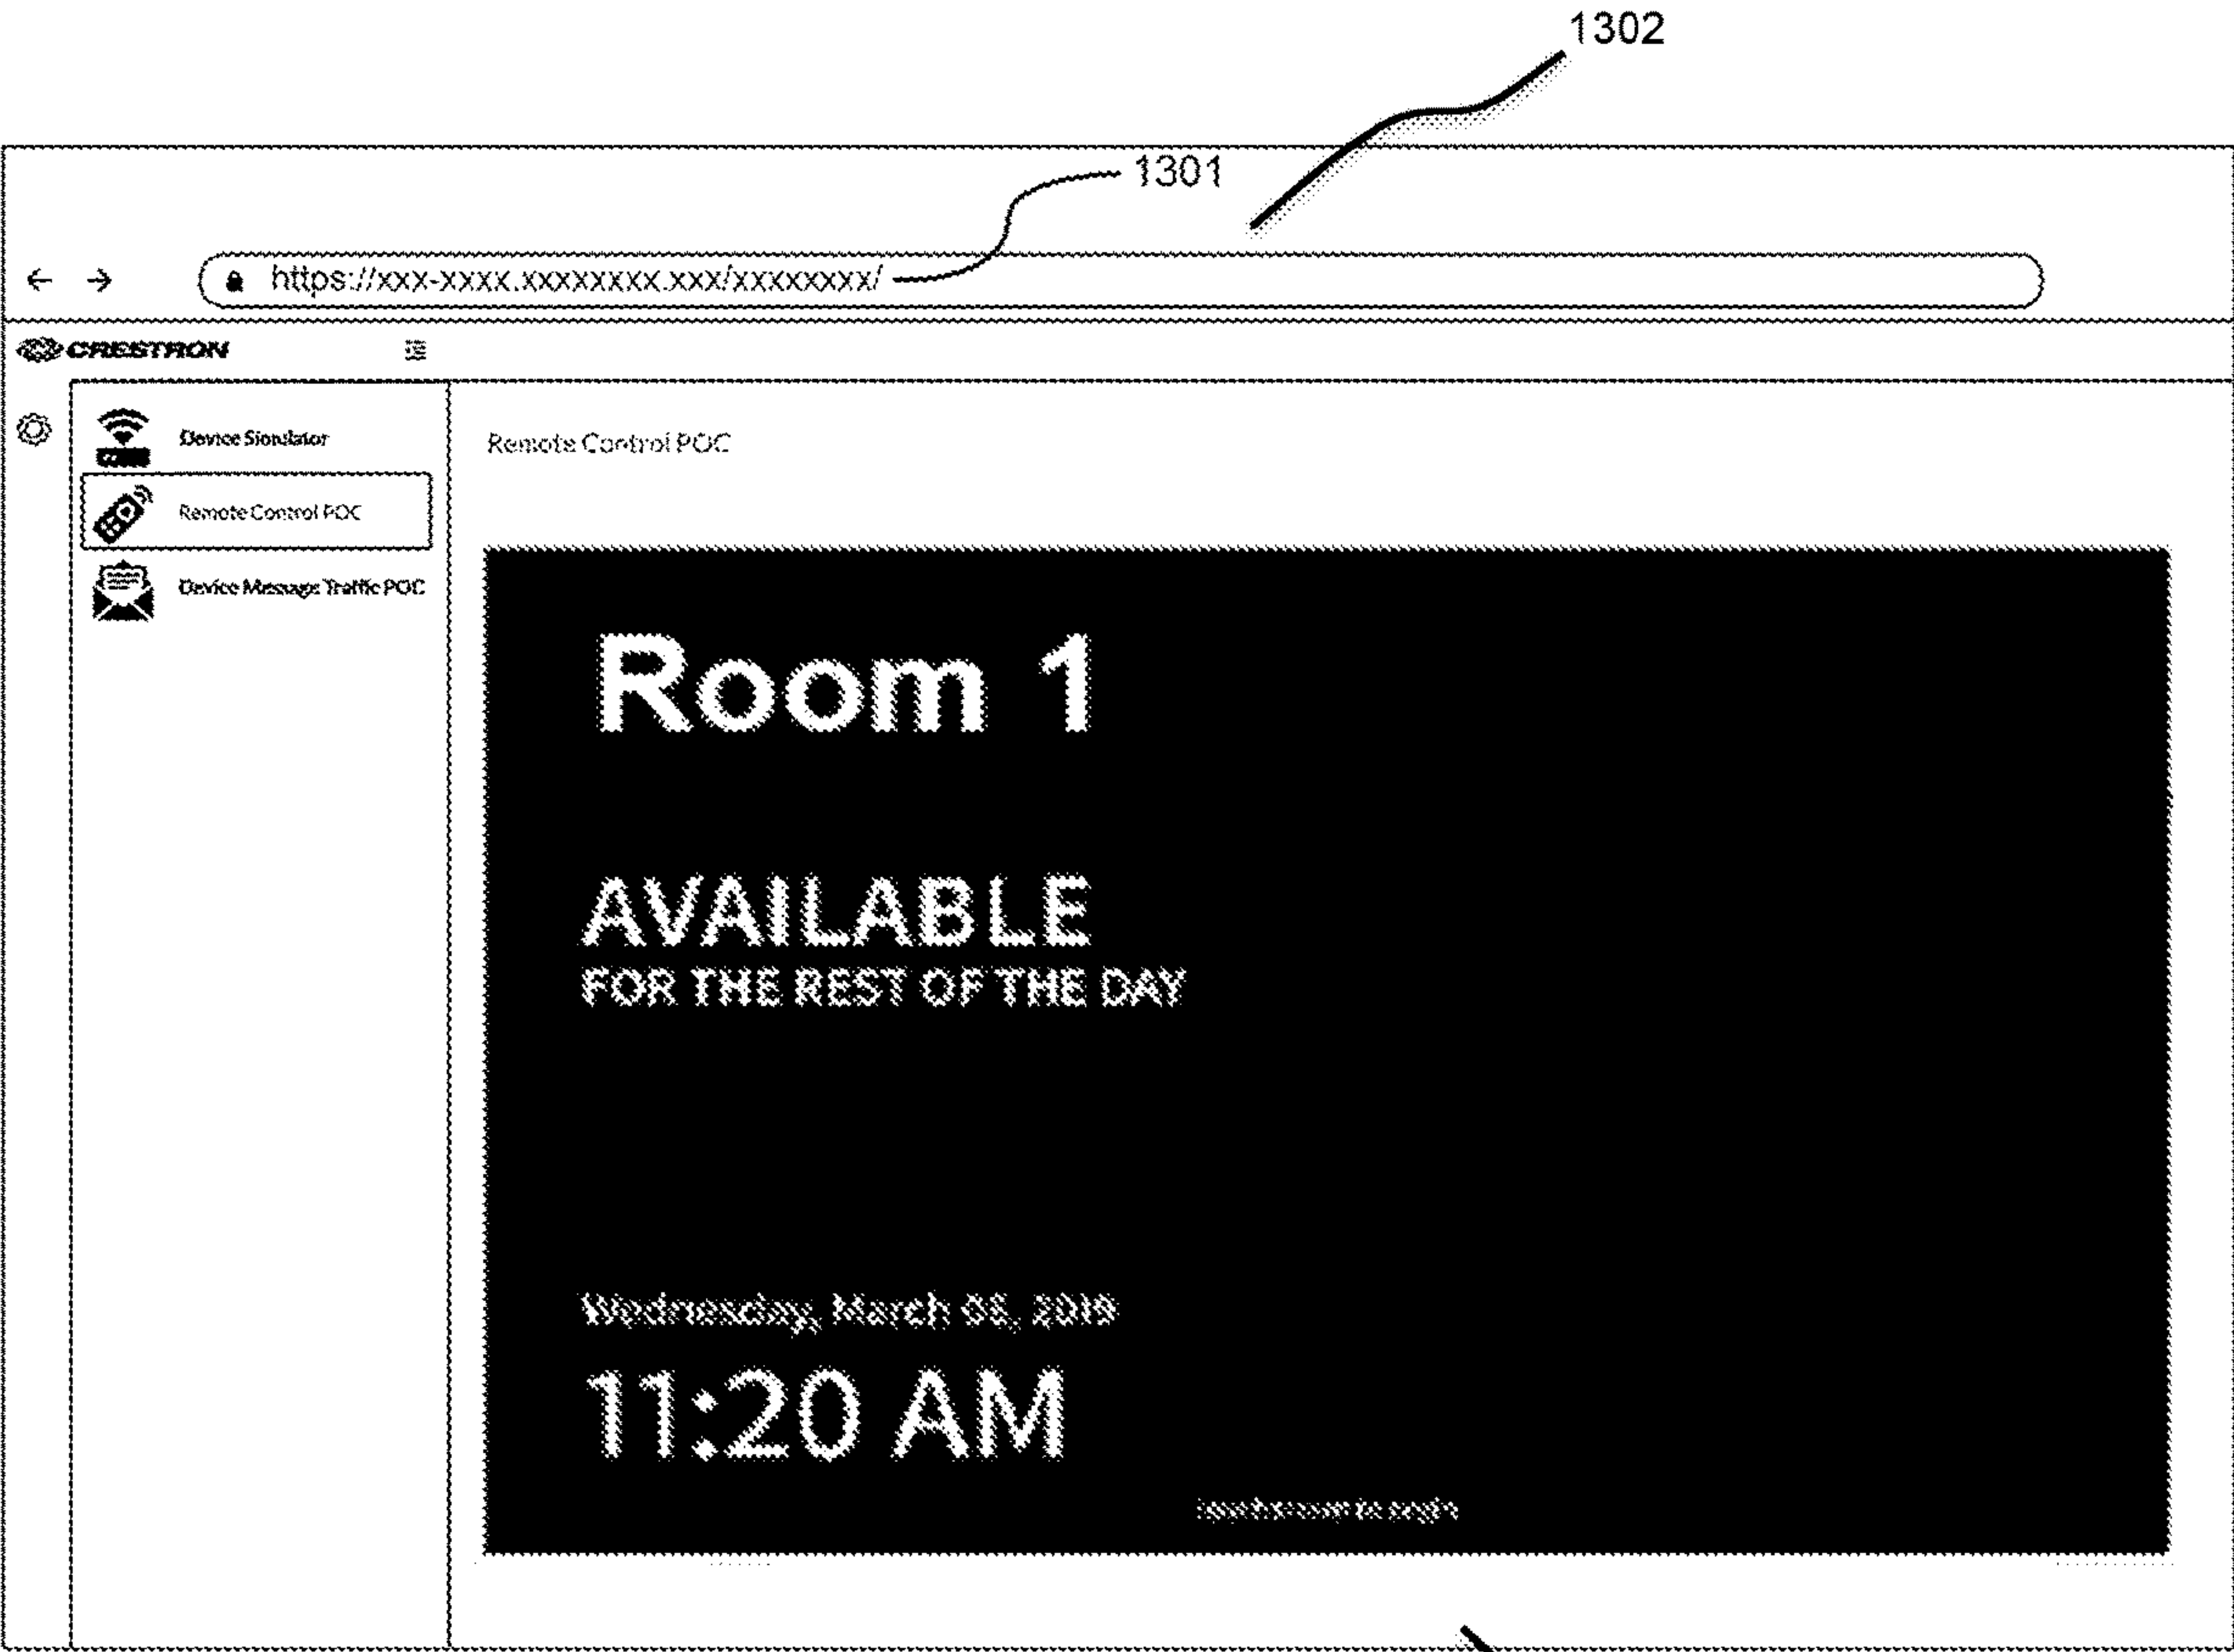 1302
1301
https://xxx-xxxx.xxxxxxxx.xxx/xxxxxxxx/
CRESTRON
Device Simulator
Remote Control POC
Remote Control POC
Device Message Traffic POC
Room 1
AVAILABLE
FOR THE REST OF THE DAY
Wednesday, March 2019
11:20 AM